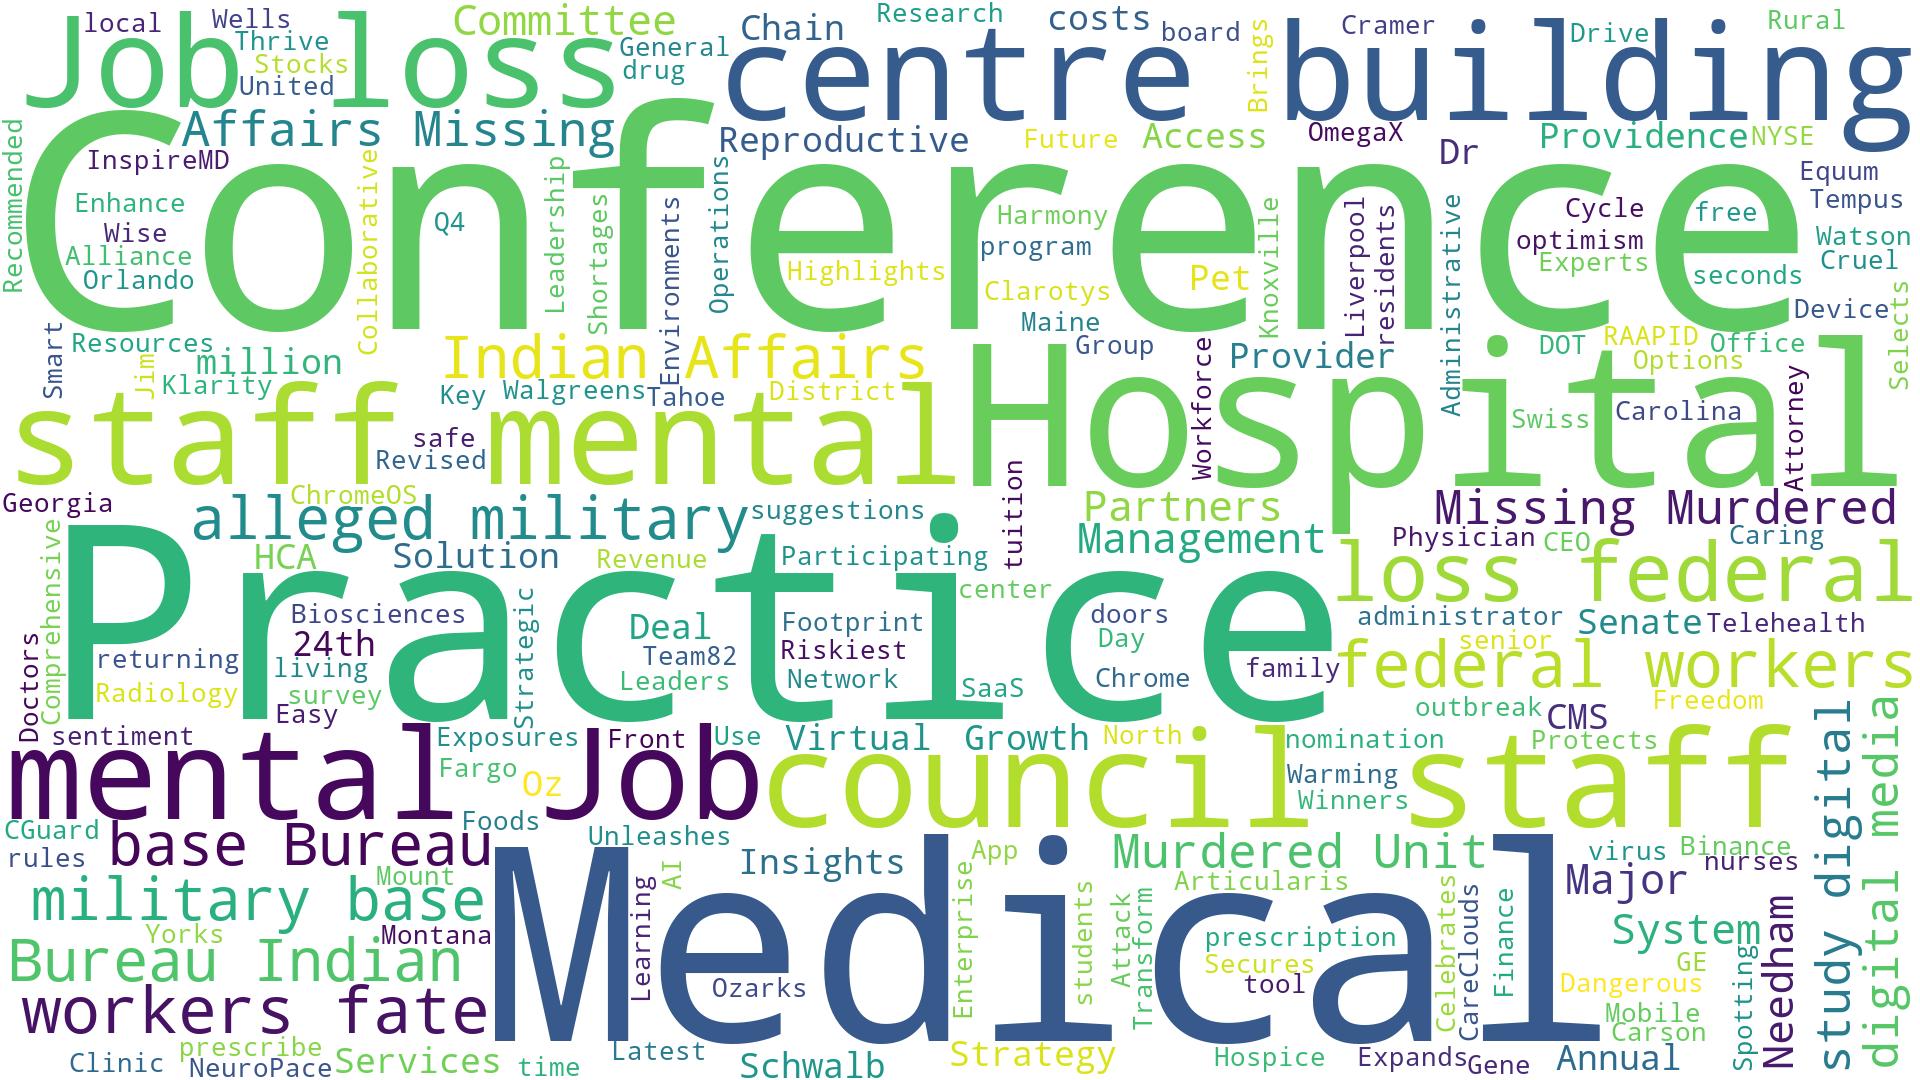 local
Wells
Committee
Chain
Research
costs
board
Brings
Cramer
Drive
Rural
Job loss
Thrive
Stocks
United
General
drug
centre building
Affairs Missing
Reproductive
Future
Access
OmegaX
Dr
Providence
NYSE
Recommended
InspireMD
Conference
Collaborative
Leadership
Shortages
Environments
Operations
Enhance
Wise
Alliance
Orlando
Q4
Highlights
Harmony
program
Clarotys
Maine
Pet
Knoxville
Liverpool
residents
Administrative
Cycle
optimism
Experts
free
seconds
Equum
Tempus
Watson
Cruel
Device
Selects
Smart
Resources
Jim
million
Klarity
Indian Affairs
Key
Walgreens
Tahoe
District
Group
Workforce
Provider
DOT
RAAPID
Options
Office
staff mental
Hospital
safe
Revised
Swiss
Carolina
Attorney
Georgia
ChromeOS
alleged military
suggestions
tuition
Partners
Missing Murdered
Management
Physician
CEO
Caring
Comprehensive
HCA
Solution
Revenue
Participating
center
loss federal
Practice
Doctors
Biosciences
24th
returning
living
Radiology
survey
Easy
Strategic
Deal
Team82
Leaders
Footprint
Riskiest
Network
SaaS
doors
Day
Chrome
family
administrator
senior
Senate
Telehealth
federal workers
outbreak
CMS
Freedom
sentiment
mental Job
Exposures
Front
Use
Virtual Growth
North
nomination
Protects
Fargo
Oz
council staff
Warming
Winners
study digital
digital media
CGuard
rules
base Bureau
Foods
Unleashes
Insights
App
Murdered Unit
virus
Binance
nurses
Mount
military base
Medical
Learning
AI
Enterprise
students
Attack
Transform
Articularis
Major
Celebrates
CareClouds
Finance
Yorks
Montana
prescription
Secures
tool
System
GE
Spotting
Needham
Bureau Indian
Ozarks
Dangerous
Mobile
Carson
workers fate
Clinic
prescribe
NeuroPace
Services
time
Latest
Schwalb
Strategy
Hospice
Expands
Gene
Annual